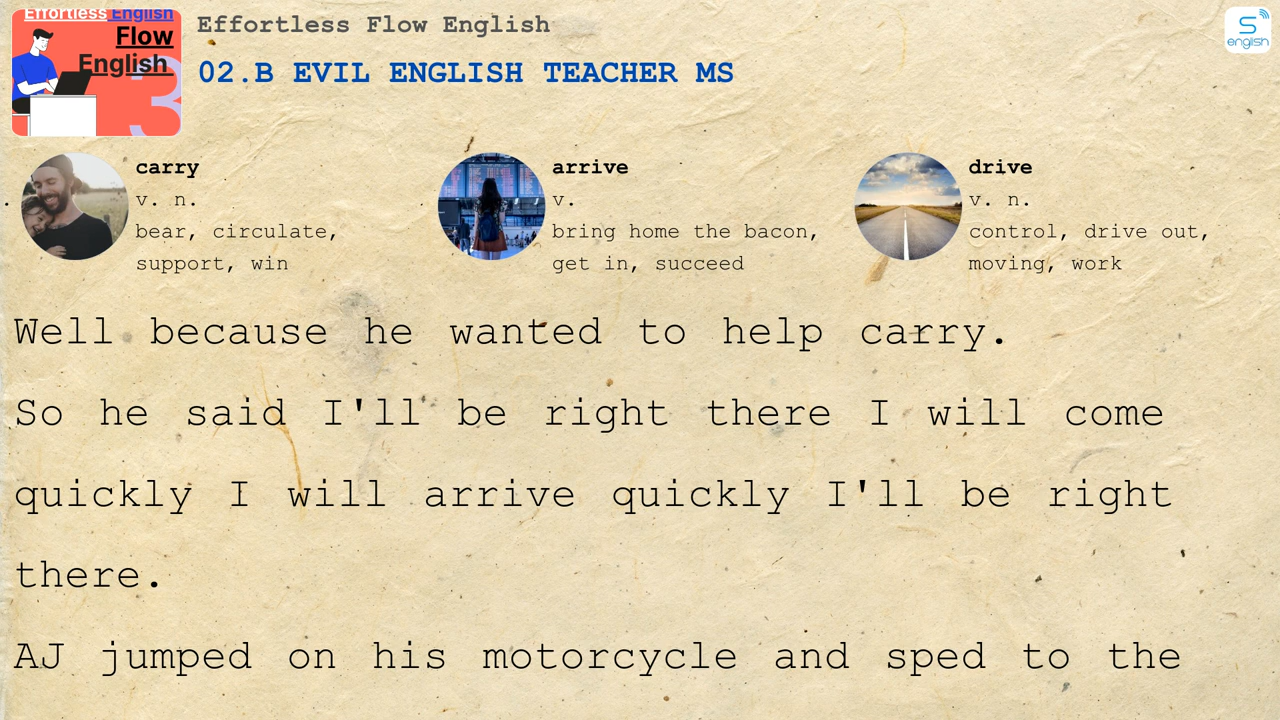 Effortless English
Flow
English
3
Effortless Flow English
02.B EVIL ENGLISH TEACHER MS
S
english
carry
v. n.
bear, circulate,
support, win
arrive
v.
bring home the bacon,
get in, succeed
drive
v. n.
control, drive out,
moving, work
Well because he wanted to help carry.
So he said I'll be right there I will come
quickly I will arrive quickly I'll be right
there.
AJ jumped on his motorcycle and sped to the